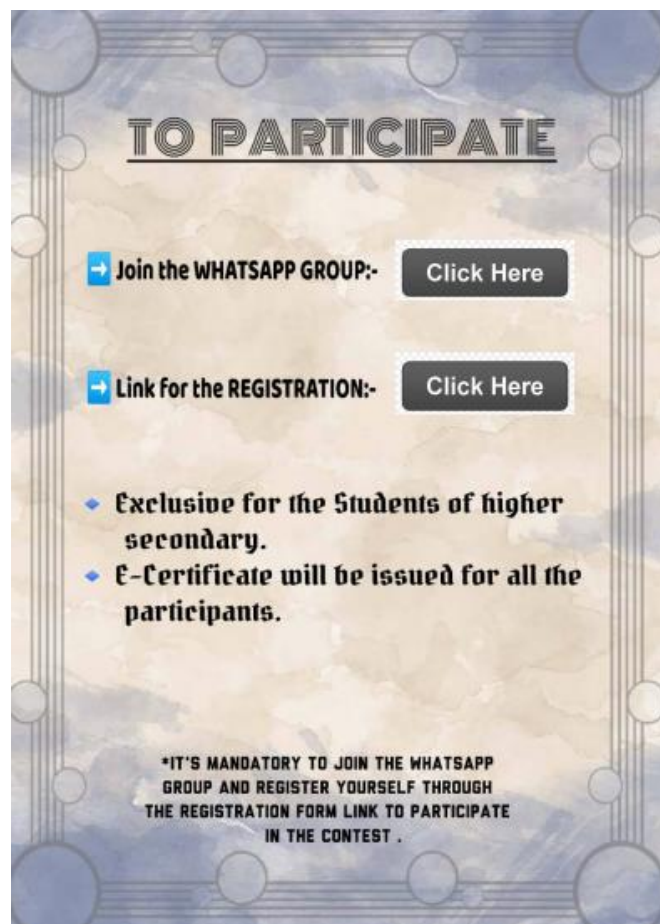 TO PARTICIPATE
➡ Join the WHATSAPP GROUP:-
Click Here
➡ Link for the REGISTRATION:-
Click Here
Exclusive for the Students of higher
secondary.
E-Certificate will be issued for all the
participants.
*IT'S MANDATORY TO JOIN THE WHATSAPP
GROUP AND REGISTER YOURSELF THROUGH
THE REGISTRATION FORM LINK TO PARTICIPATE
IN THE CONTEST .